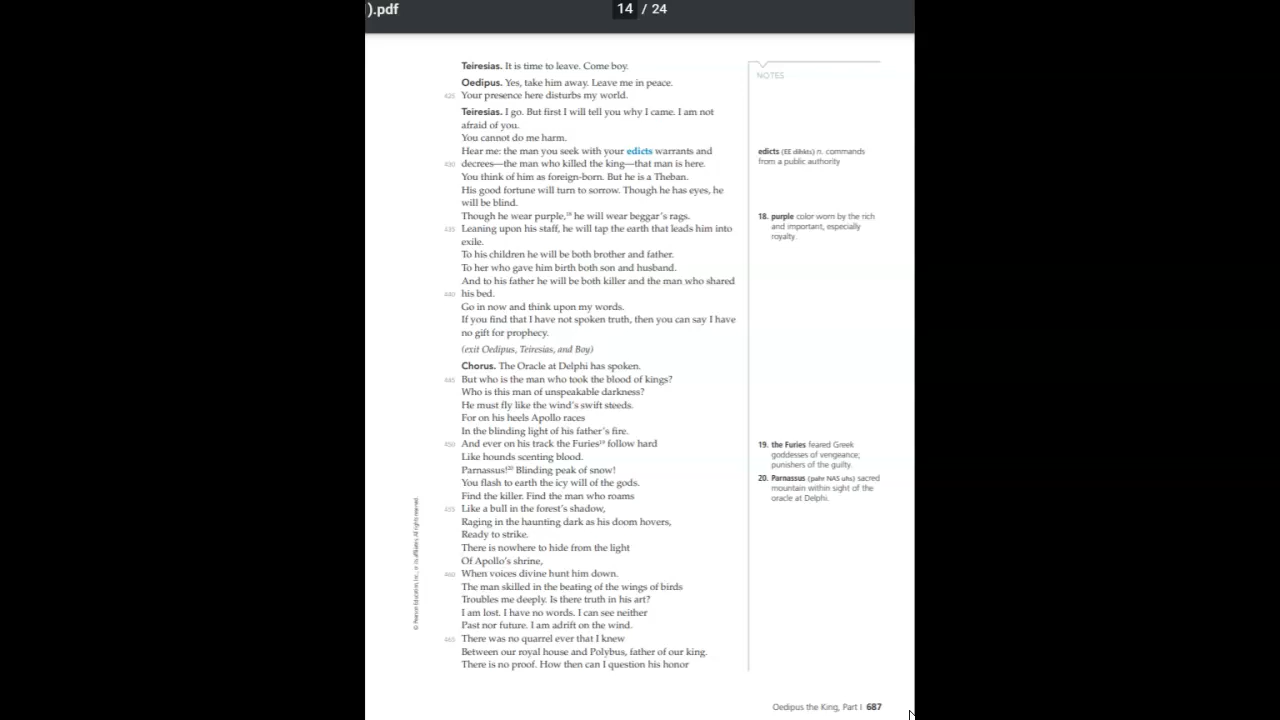 ).pdf
14 / 24
Teiresias. It is time to leave. Come boy.
Oedipus. Yes, take him away. Leave me in peace.
425 Your presence here disturbs my world.
Teiresias. I go. But first I will tell you why I came. I am not
afraid of you.
You cannot do me harm.
Hear me: the man you seek with your edicts warrants and
430 decrees—the man who killed the king—that man is here.
You think of him as foreign-born. But he is a Theban.
His good fortune will turn to sorrow. Though he has eyes, he
will be blind.
Though he wear purple,18 he will wear beggar's rags.
435 Leaning upon his staff, he will tap the earth that leads him into
exile.
To his children he will be both brother and father.
To her who gave him birth both son and husband.
And to his father he will be both killer and the man who shared
440 his bed.
Go in now and think upon my words.
If you find that I have not spoken truth, then you can say I have
no gift for prophecy.
(exit Oedipus, Teiresias, and Boy)
Chorus. The Oracle at Delphi has spoken.
445 But who is the man who took the blood of kings?
Who is this man of unspeakable darkness?
He must fly like the wind's swift steeds.
For on his heels Apollo races
In the blinding light of his father's fire.
450 And ever on his track the Furies19 follow hard
Like hounds scenting blood.
Parnassus!20 Blinding peak of snow!
You flash to earth the icy will of the gods.
Find the killer. Find the man who roams
455 Like a bull in the forest's shadow,
Raging in the haunting dark as his doom hovers,
Ready to strike.
There is nowhere to hide from the light
Of Apollo's shrine,
460 When voices divine hunt him down.
The man skilled in the beating of the wings of birds
Troubles me deeply. Is there truth in his art?
I am lost. I have no words. I can see neither
Past nor future. I am adrift on the wind.
465 There was no quarrel ever that I knew
Between our royal house and Polybus, father of our king.
There is no proof. How then can I question his honor
NOTES
edicts (EE dihkts) n. commands
from a public authority
18. purple color worn by the rich
and important, especially
royalty.
19. the Furies feared Greek
goddesses of vengeance;
punishers of the guilty.
20. Parnassus (pahr NAS uhs) sacred
mountain within sight of the
oracle at Delphi.
© Pearson Education, Inc., or its affiliates. All rights reserved.
Oedipus the King, Part I 687